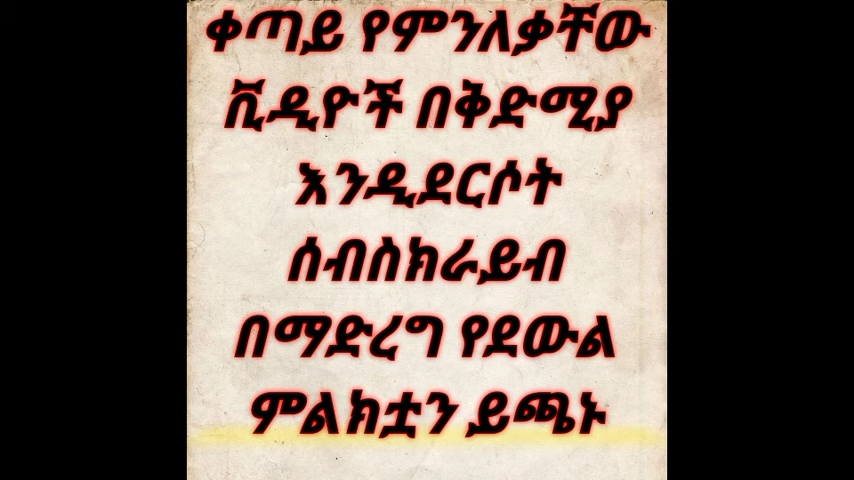 ቀጣይ የምንለቃቸው
ቪዲዮች በቅድሚያ
እንዲደርሶት
ሰብስክራይብ
በማድረግ የደውል
ምልክቷን ይጫኑ